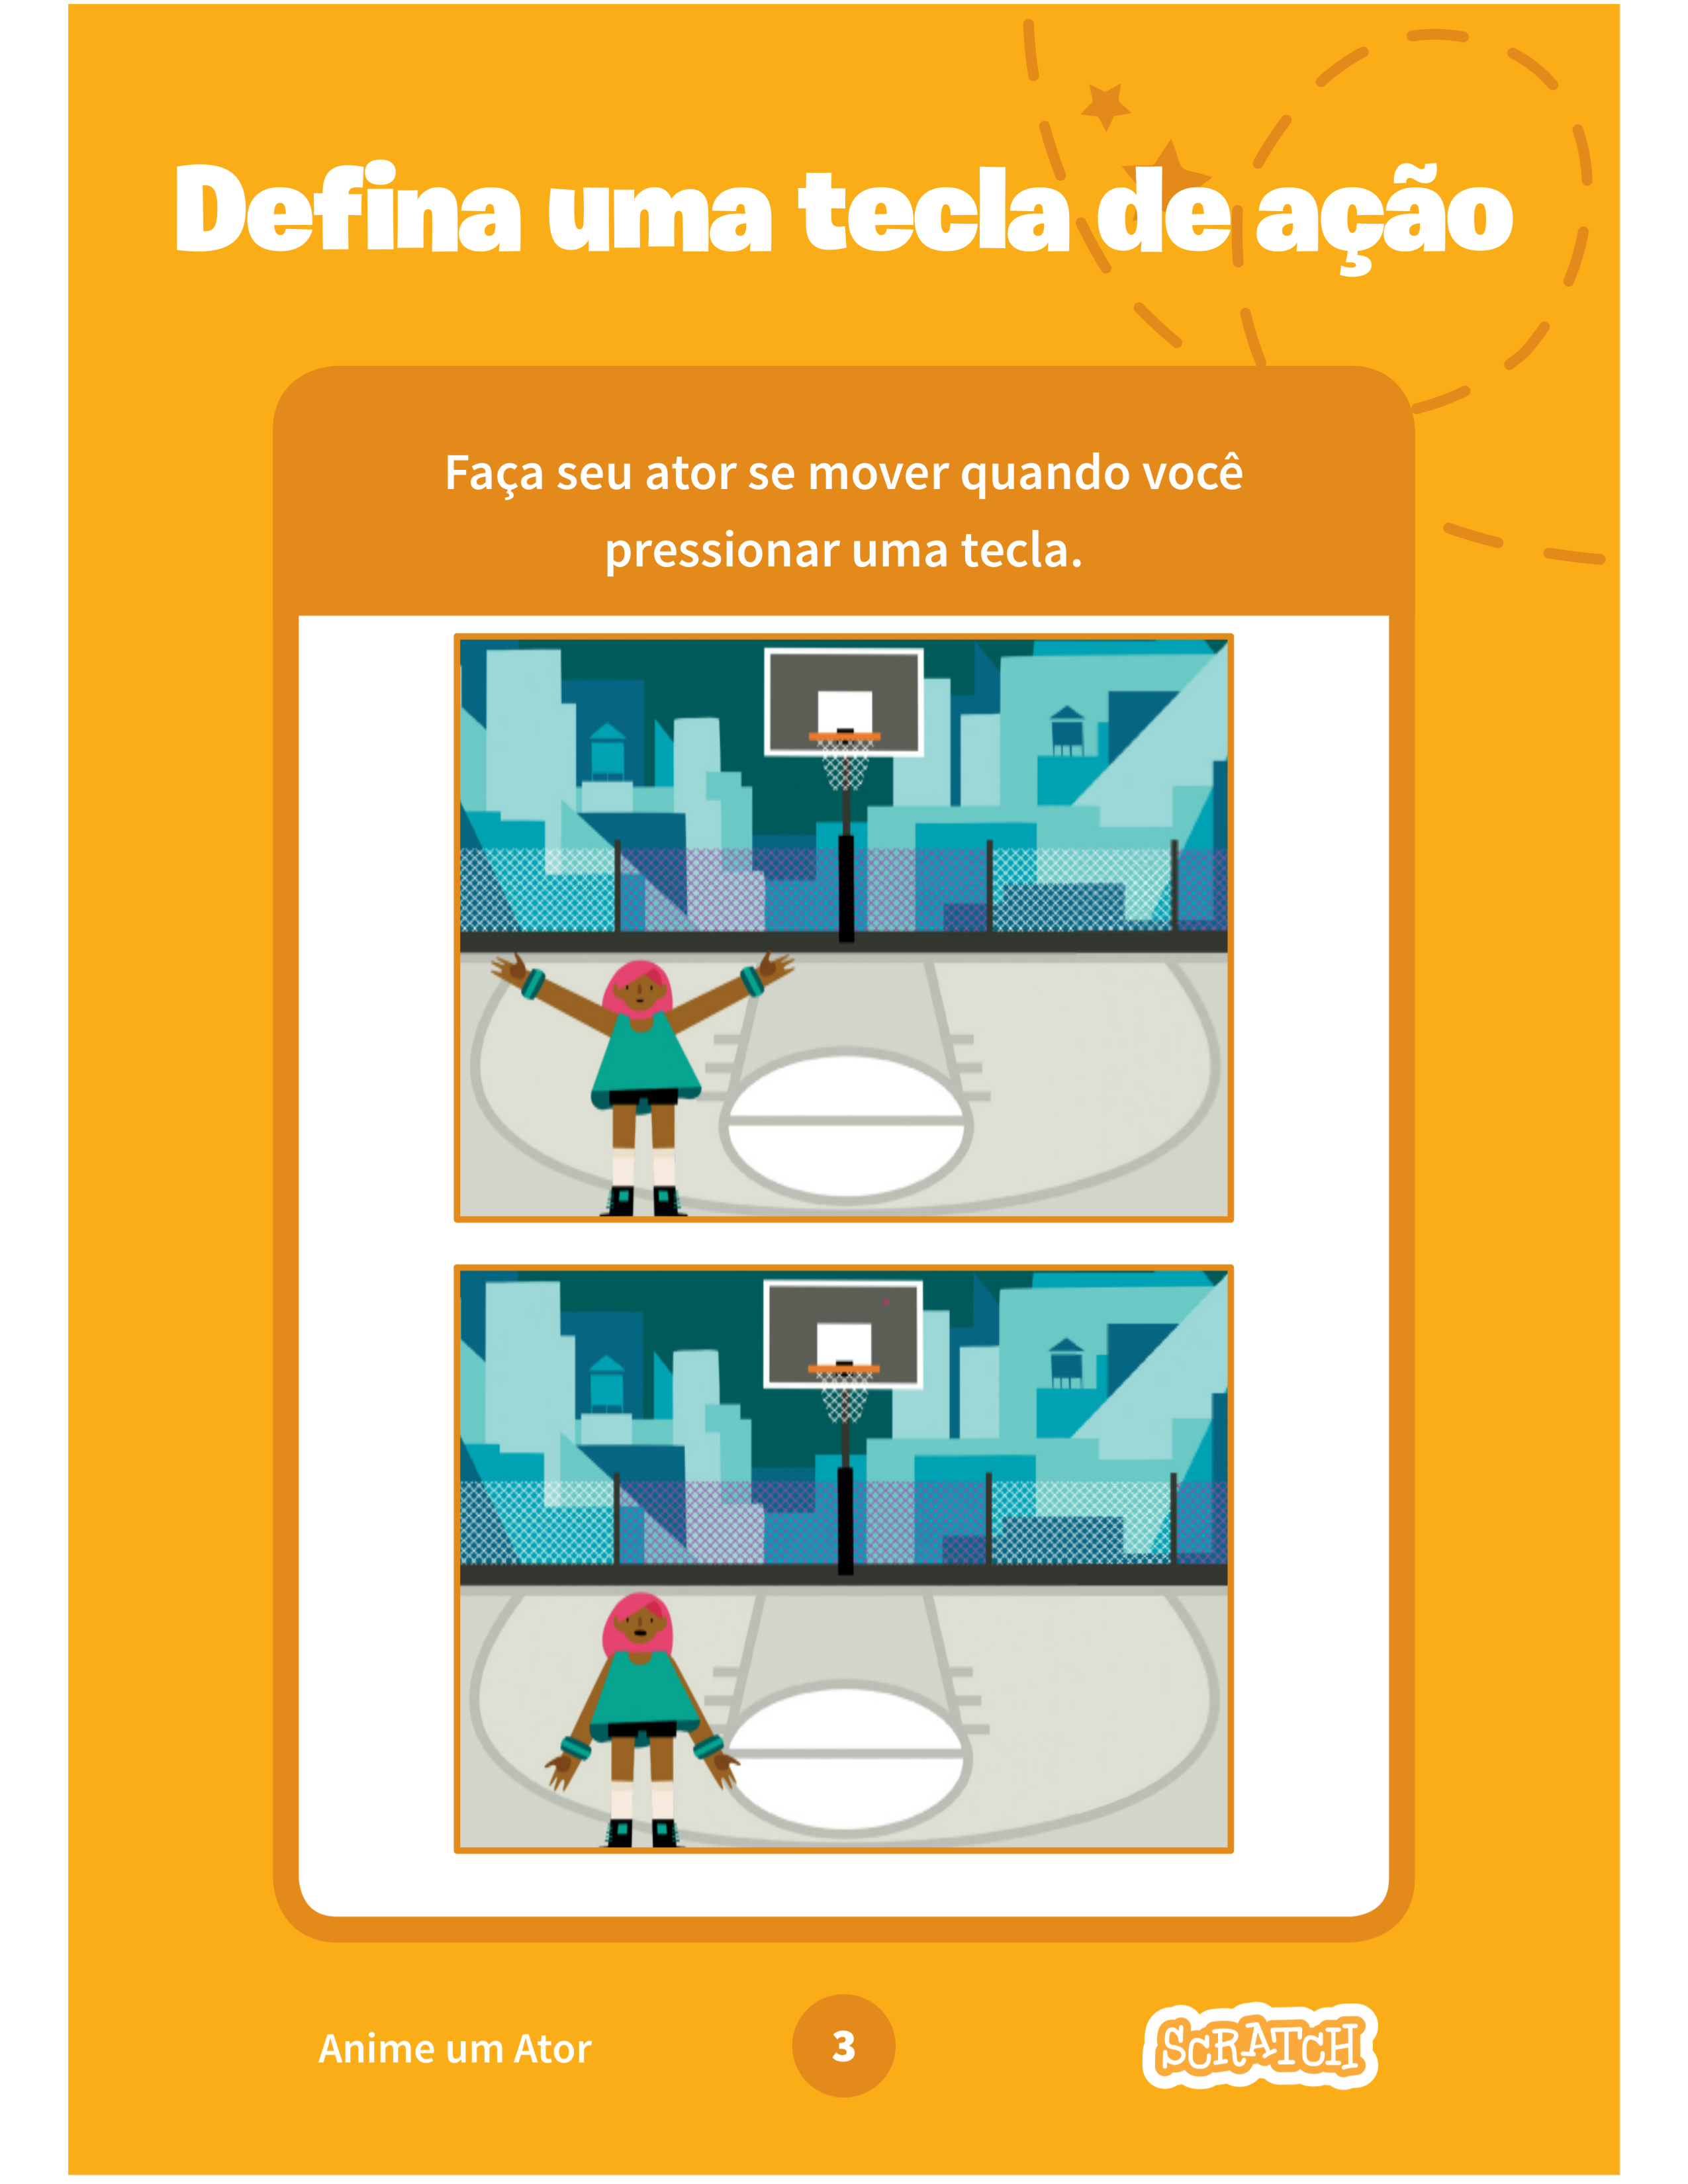 Defina uma tecla de ação
Faça seu ator se mover quando você
pressionar uma tecla.
Anime um Ator
3
SCRATCH